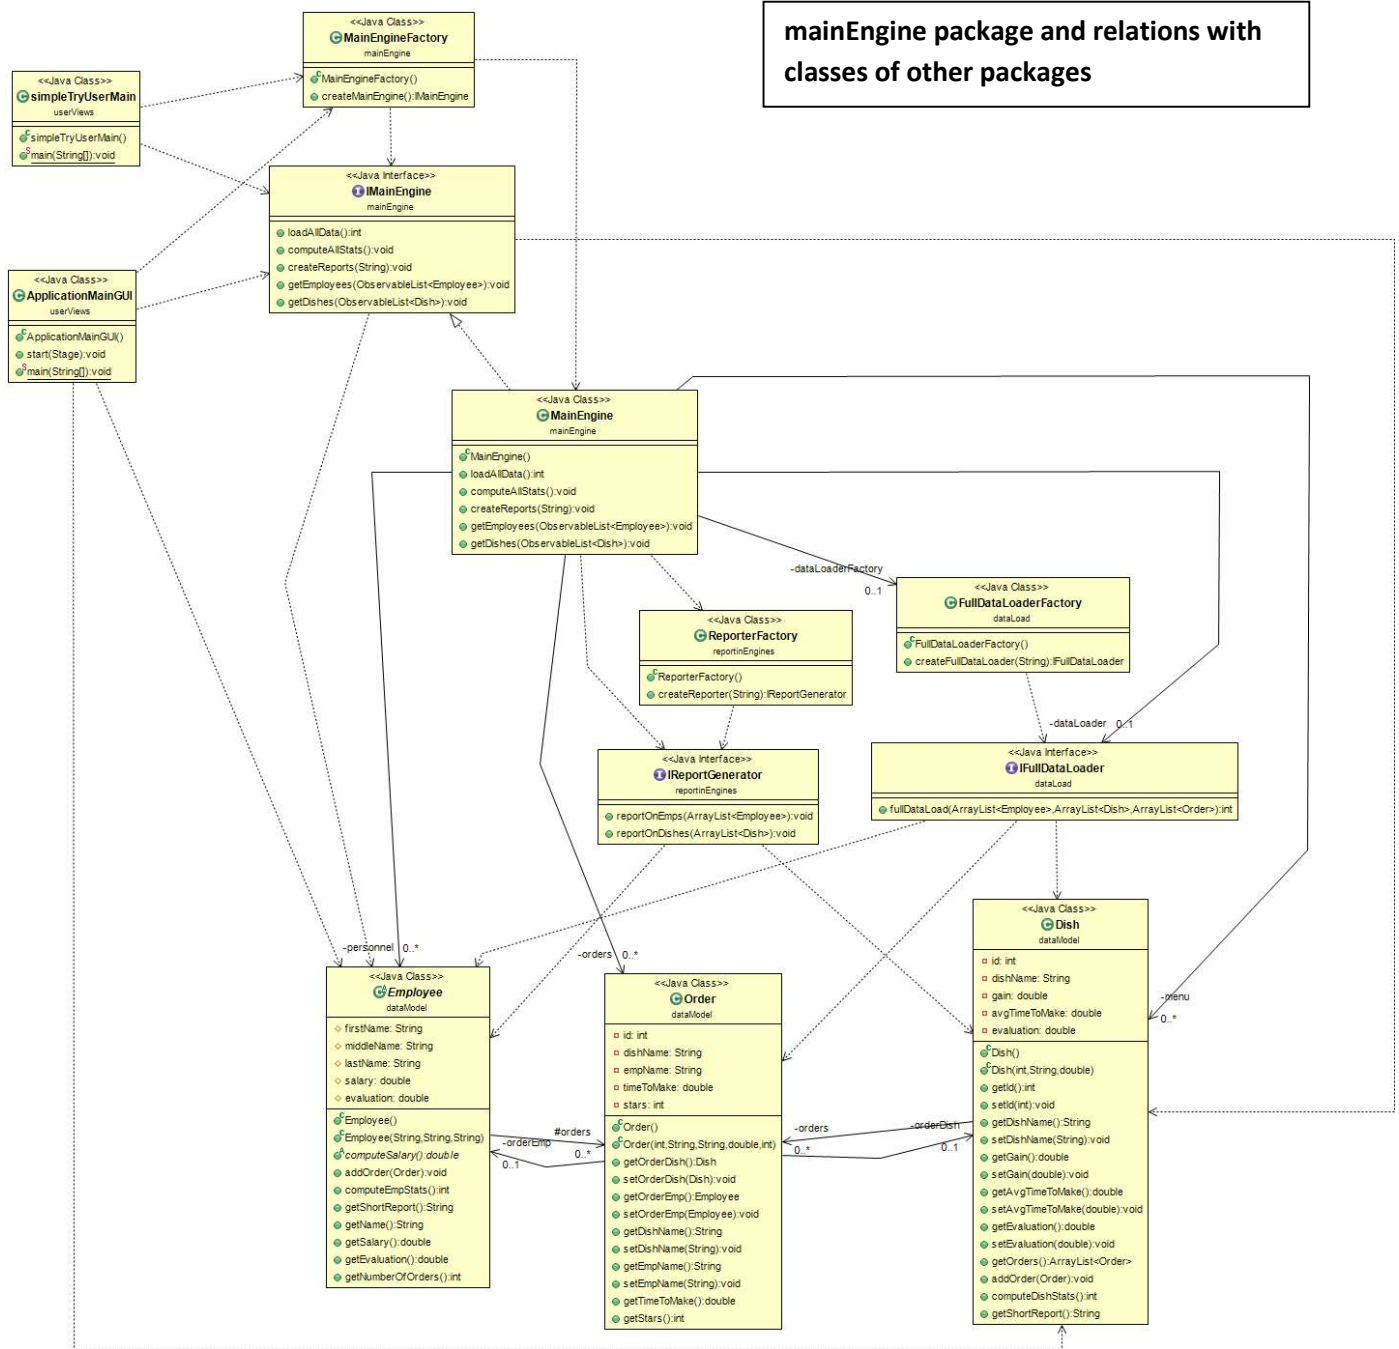 mainEngine package and relations with
classes of other packages
<<Java Class>>
MainEngineFactory
mainEngine
MainEngineFactory()
createMainEngine():IMainEngine
<<Java Class>>
simpleTryUserMain
userViews
simpleTryUserMain()
main(String[]):void
<<Java Interface>>
IMainEngine
mainEngine
loadAllData():int
computeAllStats():void
createReports(String):void
getEmployees(ObservableList<Employee>):void
getDishes(ObservableList<Dish>):void
<<Java Class>>
ApplicationMainGUI
userViews
ApplicationMainGUI()
start(Stage):void
main(String[]):void
<<Java Class>>
MainEngine
mainEngine
MainEngine()
loadAllData():int
computeAllStats():void
createReports(String):void
getEmployees(ObservableList<Employee>):void
getDishes(ObservableList<Dish>):void
-dataLoaderFactory
0..1
<<Java Class>>
FullDataLoaderFactory
dataLoad
FullDataLoaderFactory()
createFullDataLoader(String):IFullDataLoader
<<Java Class>>
ReporterFactory
reportinEngines
ReporterFactory()
createReporter(String):IReportGenerator
-dataLoader 0..1
<<Java Interface>>
IReportGenerator
reportinEngines
reportOnEmps(ArrayList<Employee>):void
reportOnDishes(ArrayList<Dish>):void
<<Java Interface>>
IFullDataLoader
dataLoad
fullDataLoad(ArrayList<Employee>,ArrayList<Dish>,ArrayList<Order>):int
-personnel 0..*
<<Java Class>>
Employee
dataModel
firstName: String
middleName: String
lastName: String
salary: double
evaluation: double
Employee()
Employee(String,String,String)
computeSalary():double
addOrder(Order):void
computeEmpStats():int
getShortReport():String
getName():String
getSalary():double
getEvaluation():double
getNumberOfOrders():int
#orders
0..*
-orderEmp
0..1
-orders 0..*
<<Java Class>>
Order
dataModel
id: int
dishName: String
empName: String
timeToMake: double
stars: int
Order()
Order(int,String,String,double,int)
getOrderDish():Dish
setOrderDish(Dish):void
getOrderEmp():Employee
setOrderEmp(Employee):void
getDishName():String
setDishName(String):void
getEmpName():String
setEmpName(String):void
getTimeToMake():double
getStars():int
-orders
0..*
-orderDish
0..1
<<Java Class>>
Dish
dataModel
id: int
dishName: String
gain: double
avgTimeToMake: double
evaluation: double
Dish()
Dish(int,String,double)
getId():int
setId(int):void
getDishName():String
setDishName(String):void
getGain():double
setGain(double):void
getAvgTimeToMake():double
setAvgTimeToMake(double):void
getEvaluation():double
setEvaluation(double):void
getOrders():ArrayList<Order>
addOrder(Order):void
computeDishStats():int
getShortReport():String
-menu
0..*